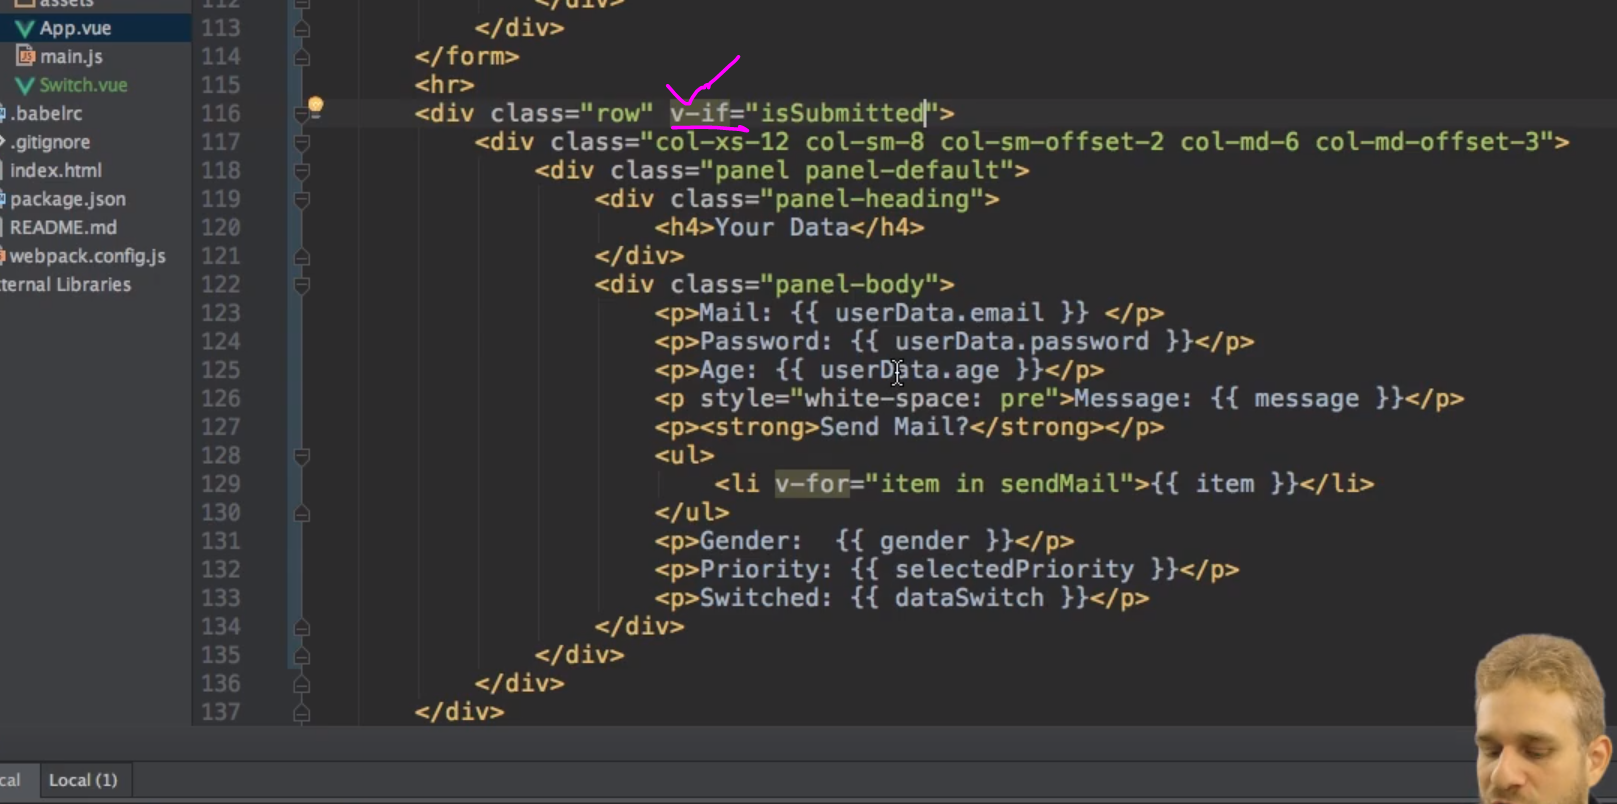 assets
App.vue
main.js
Switch.vue
.babelrc
.gitignore
index.html
package.json
README.md
webpack.config.js
ternal Libraries
112 </div>
113 </div>
114 </form>
115 <hr>
116 <div class="row" v-if="isSubmitted">
117 <div class="col-xs-12 col-sm-8 col-sm-offset-2 col-md-6 col-md-offset-3">
118 <div class="panel panel-default">
119 <div class="panel-heading">
120 <h4>Your Data</h4>
121 </div>
122 <div class="panel-body">
123 <p>Mail: {{ userData.email }} </p>
124 <p>Password: {{ userData.password }}</p>
125 <p>Age: {{ userData.age }}</p>
126 <p style="white-space: pre">Message: {{ message }}</p>
127 <p><strong>Send Mail?</strong></p>
128 <ul>
129 <li v-for="item in sendMail">{{ item }}</li>
130 </ul>
131 <p>Gender:  {{ gender }}</p>
132 <p>Priority: {{ selectedPriority }}</p>
133 <p>Switched: {{ dataSwitch }}</p>
134 </div>
135 </div>
136 </div>
137 </div>
cal Local (1)